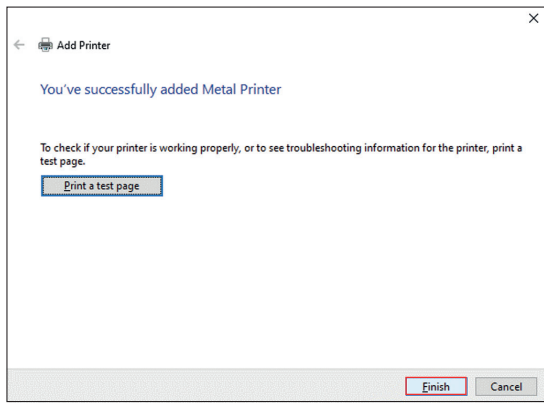 Add Printer
You've successfully added Metal Printer
To check if your printer is working properly, or to see troubleshooting information for the printer, print a
test page.
Print a test page
Finish Cancel